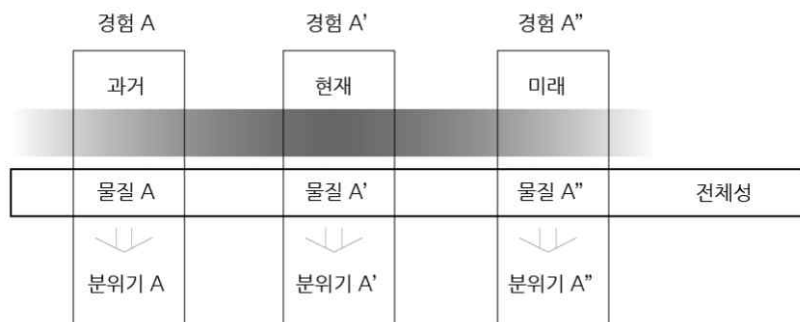 경험 A 경험 A’ 경험 A”
과거 현재 미래
물질 A 물질 A’ 물질 A” 전체성
분위기 A 분위기 A’ 분위기 A”